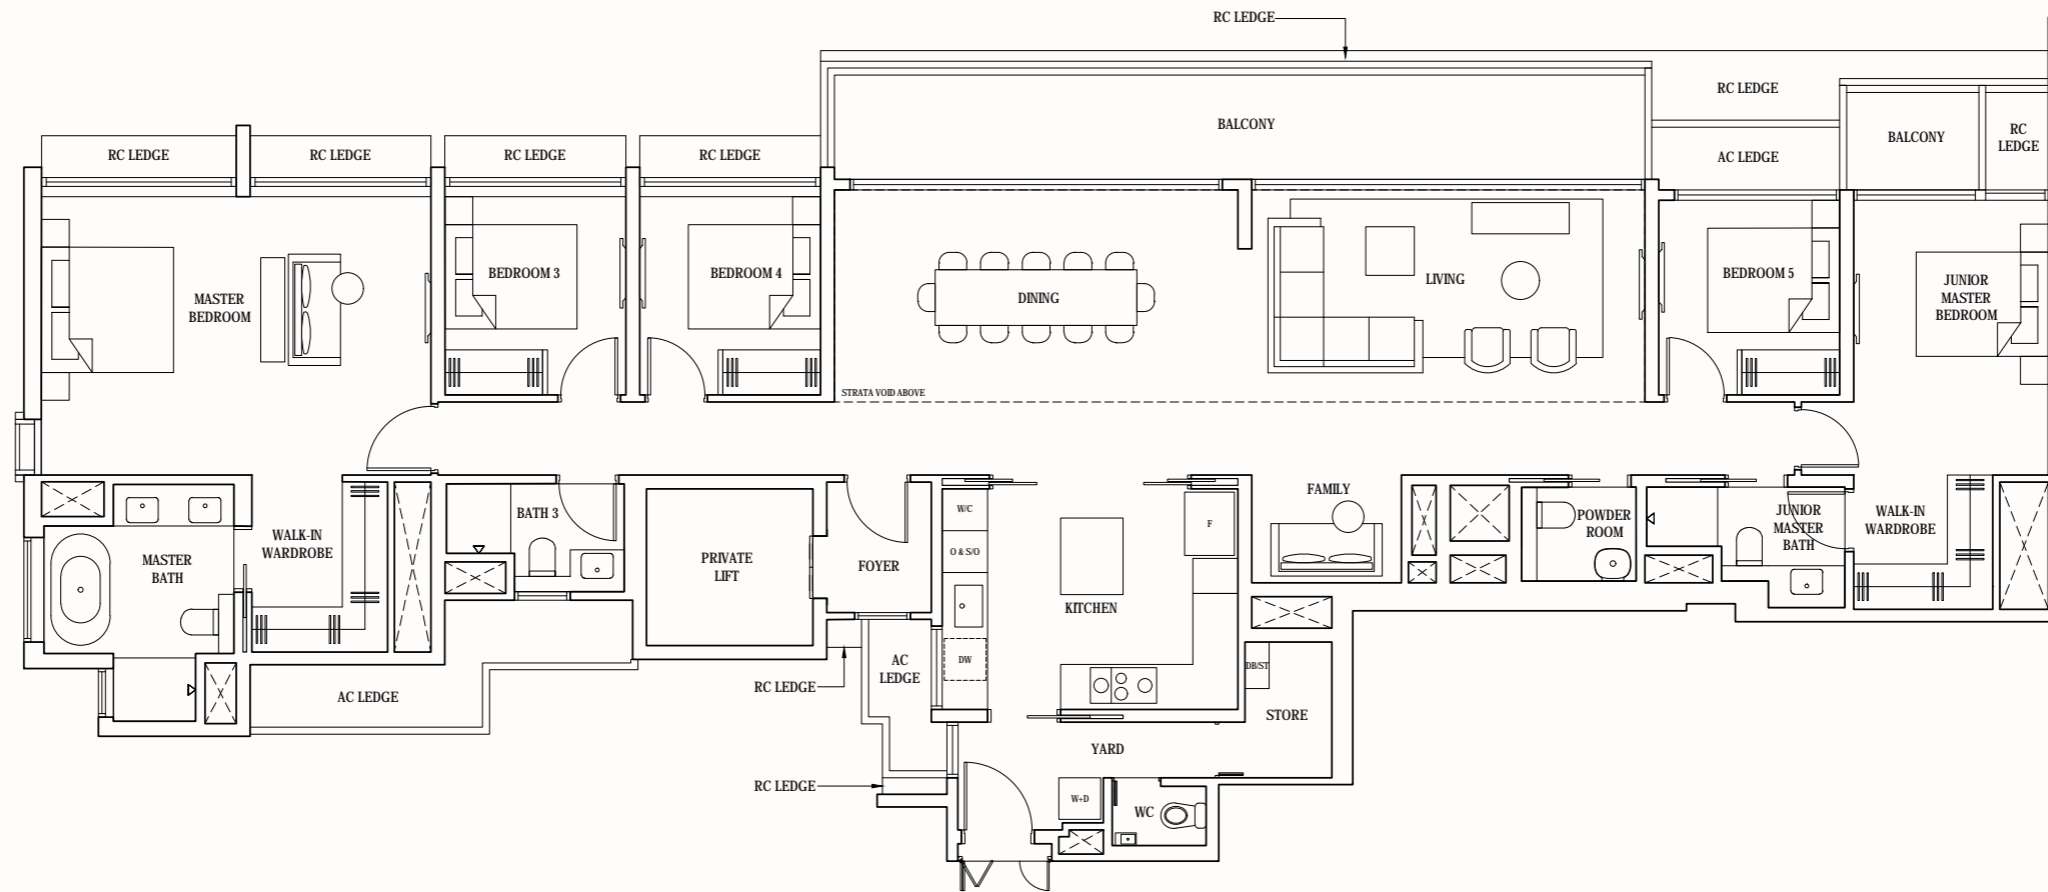 RC LEDGE
RC LEDGE
BALCONY
BALCONY
RC
LEDGE
RC LEDGE
RC LEDGE
RC LEDGE
RC LEDGE
AC LEDGE
MASTER
BEDROOM
BEDROOM 3
BEDROOM 4
DINING
LIVING
BEDROOM 5
JUNIOR
MASTER
BEDROOM
STRATA VOID ABOVE
MASTER
BATH
WALK-IN
WARDROBE
BATH 3
PRIVATE
LIFT
FOYER
W/C
O & S/O
DW
F
KITCHEN
FAMILY
POWDER
ROOM
JUNIOR
MASTER
BATH
WALK-IN
WARDROBE
AC LEDGE
RC LEDGE
AC
LEDGE
DB/ST
STORE
YARD
RC LEDGE
W+D
WC